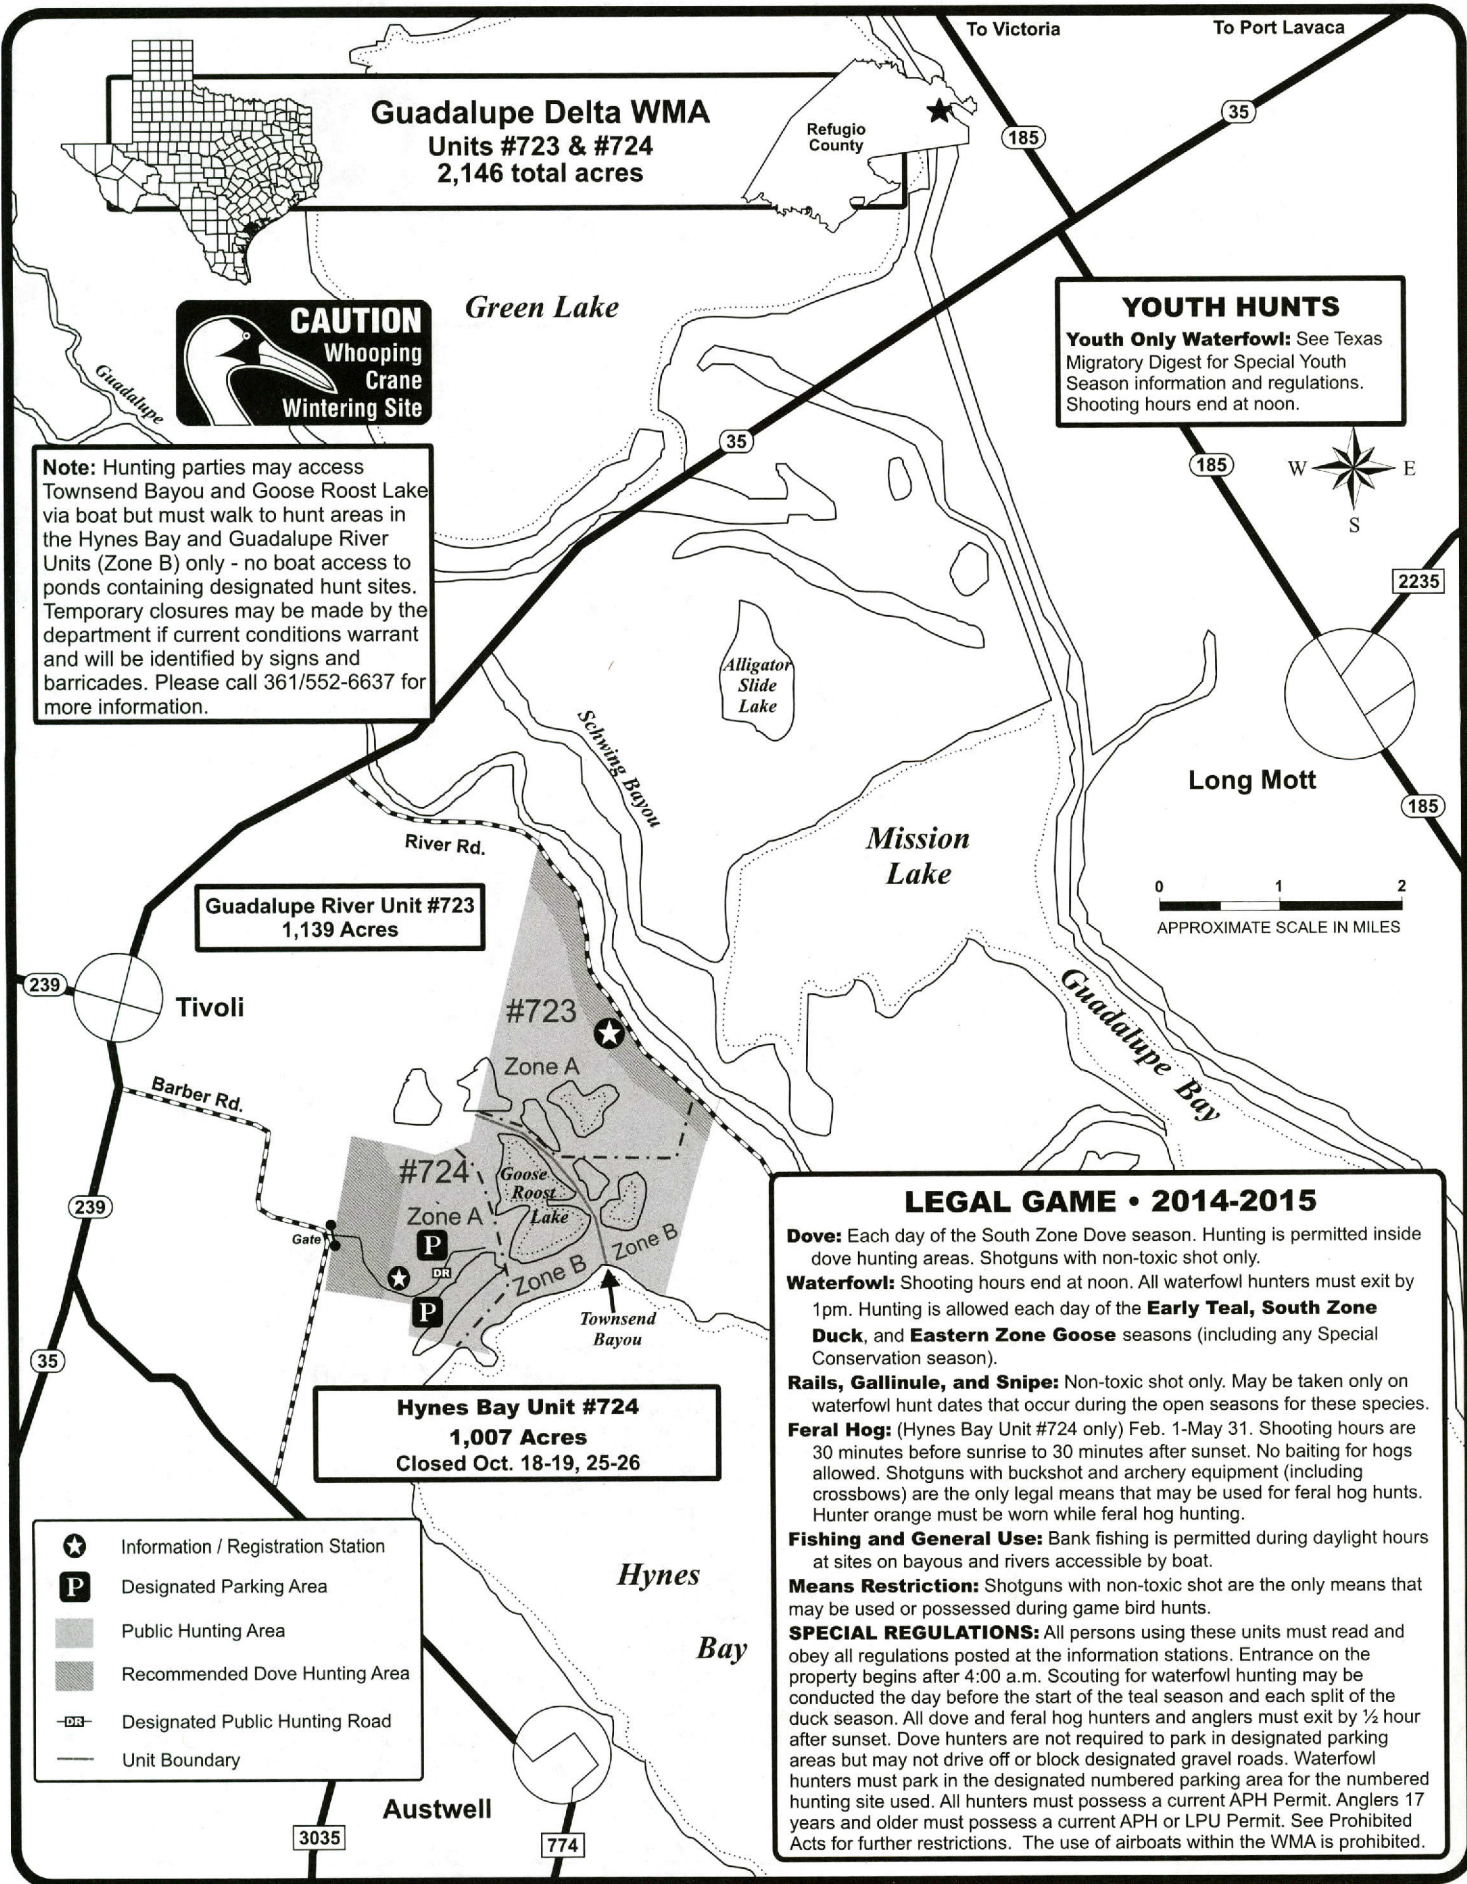 To Victoria
To Port Lavaca
Guadalupe Delta WMA
Units #723 & #724
2,146 total acres
Refugio
County
35
185
Green Lake
CAUTION
Whooping
Crane
Wintering Site
Guadalupe
YOUTH HUNTS
Youth Only Waterfowl: See Texas
Migratory Digest for Special Youth
Season information and regulations.
Shooting hours end at noon.
35
185
W
E
S
Note: Hunting parties may access
Townsend Bayou and Goose Roost Lake
via boat but must walk to hunt areas in
the Hynes Bay and Guadalupe River
Units (Zone B) only - no boat access to
ponds containing designated hunt sites.
Temporary closures may be made by the
department if current conditions warrant
and will be identified by signs and
barricades. Please call 361/552-6637 for
more information.
2235
Alligator
Slide
Lake
Schwing Bayou
Long Mott
185
River Rd.
Mission
Lake
0 1 2
APPROXIMATE SCALE IN MILES
Guadalupe River Unit #723
1,139 Acres
239
Tivoli
#723
Zone A
Guadalupe Bay
Barber Rd.
#724
Zone A
Goose
Roost
Lake
Zone B
Zone B
239
Gate
P
DR
P
Townsend
Bayou
35
Hynes Bay Unit #724
1,007 Acres
Closed Oct. 18-19, 25-26
LEGAL GAME • 2014-2015
Dove: Each day of the South Zone Dove season. Hunting is permitted inside
dove hunting areas. Shotguns with non-toxic shot only.
Waterfowl: Shooting hours end at noon. All waterfowl hunters must exit by
1pm. Hunting is allowed each day of the Early Teal, South Zone
Duck, and Eastern Zone Goose seasons (including any Special
Conservation season).
Rails, Gallinule, and Snipe: Non-toxic shot only. May be taken only on
waterfowl hunt dates that occur during the open seasons for these species.
Feral Hog: (Hynes Bay Unit #724 only) Feb. 1-May 31. Shooting hours are
30 minutes before sunrise to 30 minutes after sunset. No baiting for hogs
allowed. Shotguns with buckshot and archery equipment (including
crossbows) are the only legal means that may be used for feral hog hunts.
Hunter orange must be worn while feral hog hunting.
Fishing and General Use: Bank fishing is permitted during daylight hours
at sites on bayous and rivers accessible by boat.
Means Restriction: Shotguns with non-toxic shot are the only means that
may be used or possessed during game bird hunts.
SPECIAL REGULATIONS: All persons using these units must read and
obey all regulations posted at the information stations. Entrance on the
property begins after 4:00 a.m. Scouting for waterfowl hunting may be
conducted the day before the start of the teal season and each split of the
duck season. All dove and feral hog hunters and anglers must exit by ½ hour
after sunset. Dove hunters are not required to park in designated parking
areas but may not drive off or block designated gravel roads. Waterfowl
hunters must park in the designated numbered parking area for the numbered
hunting site used. All hunters must possess a current APH Permit. Anglers 17
years and older must possess a current APH or LPU Permit. See Prohibited
Acts for further restrictions. The use of airboats within the WMA is prohibited.
Information / Registration Station
P Designated Parking Area
Public Hunting Area
Recommended Dove Hunting Area
DR Designated Public Hunting Road
Unit Boundary
Hynes
Bay
Austwell
3035
774